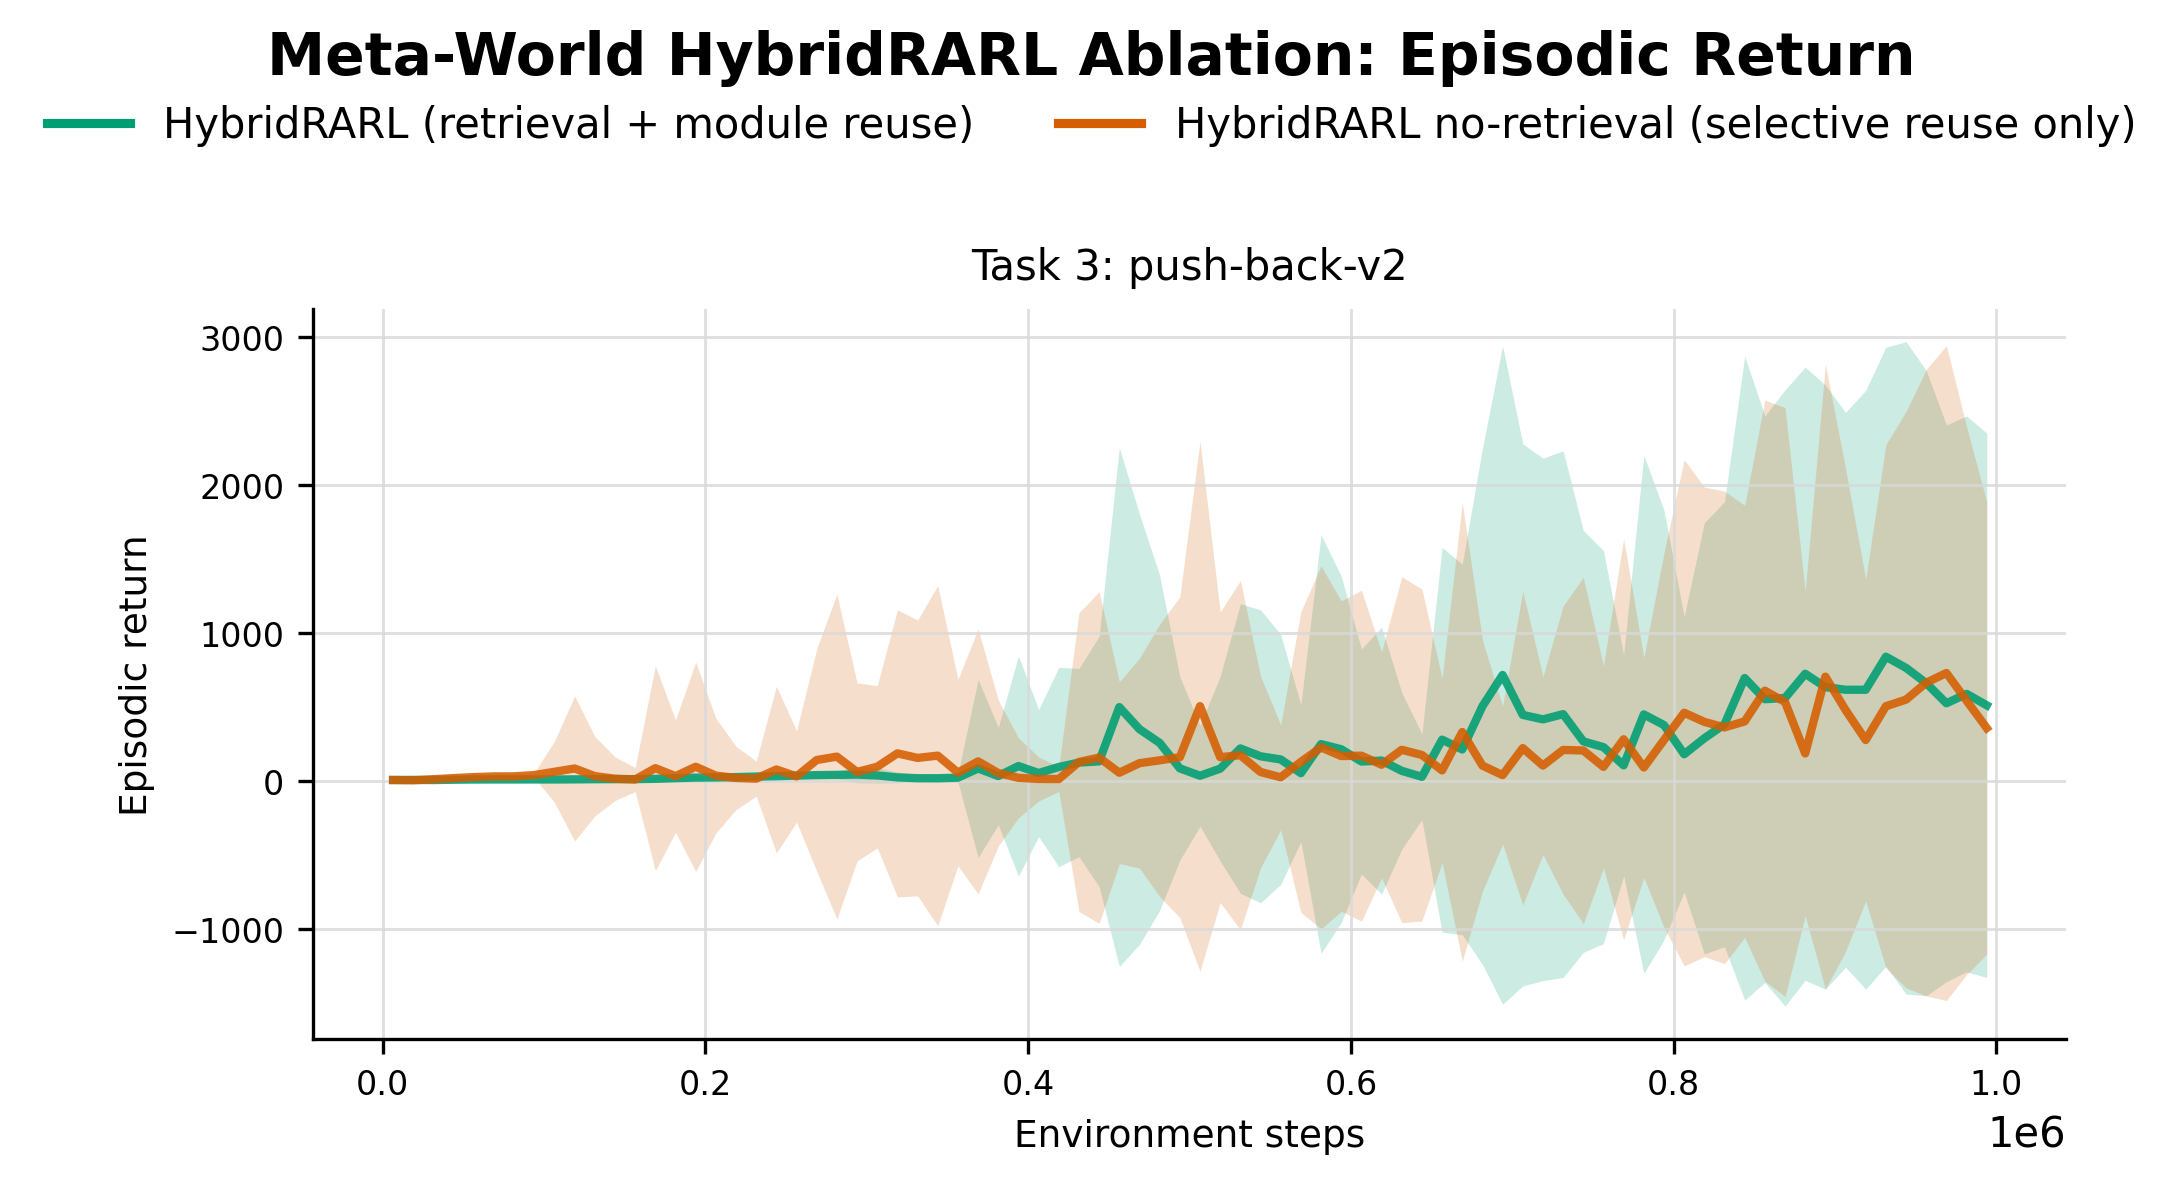 Meta-World HybridRARL Ablation: Episodic Return
HybridRARL (retrieval + module reuse)
HybridRARL no-retrieval (selective reuse only)
Task 3: push-back-v2
3000
2000
1000
0
−1000
Episodic return
0.0
0.2
0.4
0.6
0.8
1.0
Environment steps
1e6